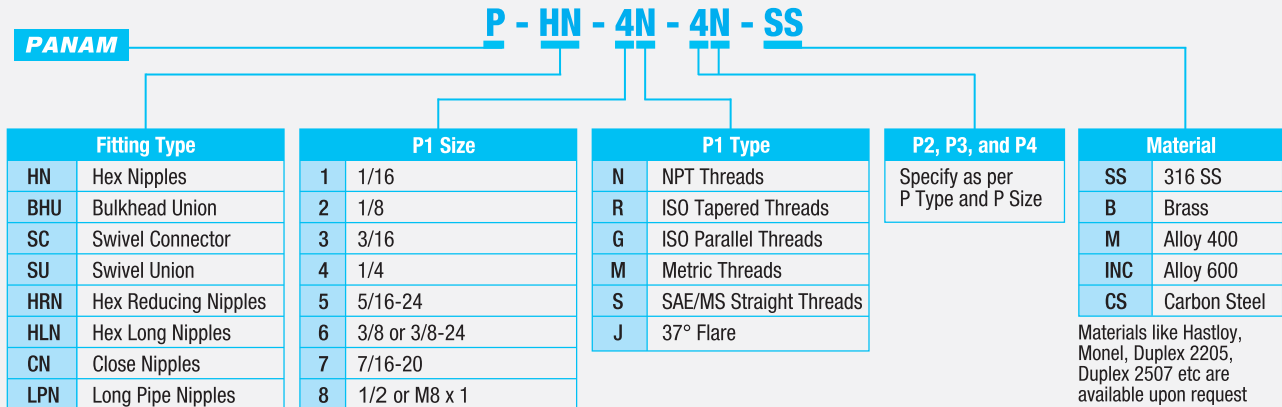 P - HN - 4N - 4N - SS
PANAM
Fitting Type
HN Hex Nipples
BHU Bulkhead Union
SC Swivel Connector
SU Swivel Union
HRN Hex Reducing Nipples
HLN Hex Long Nipples
CN Close Nipples
LPN Long Pipe Nipples
P1 Size
1 1/16
2 1/8
3 3/16
4 1/4
5 5/16-24
6 3/8 or 3/8-24
7 7/16-20
8 1/2 or M8 x 1
P1 Type
N NPT Threads
R ISO Tapered Threads
G ISO Parallel Threads
M Metric Threads
S SAE/MS Straight Threads
J 37° Flare
P2, P3, and P4
Specify as per
P Type and P Size
Material
SS 316 SS
B Brass
M Alloy 400
INC Alloy 600
CS Carbon Steel
Materials like Hastloy,
Monel, Duplex 2205,
Duplex 2507 etc are
available upon request